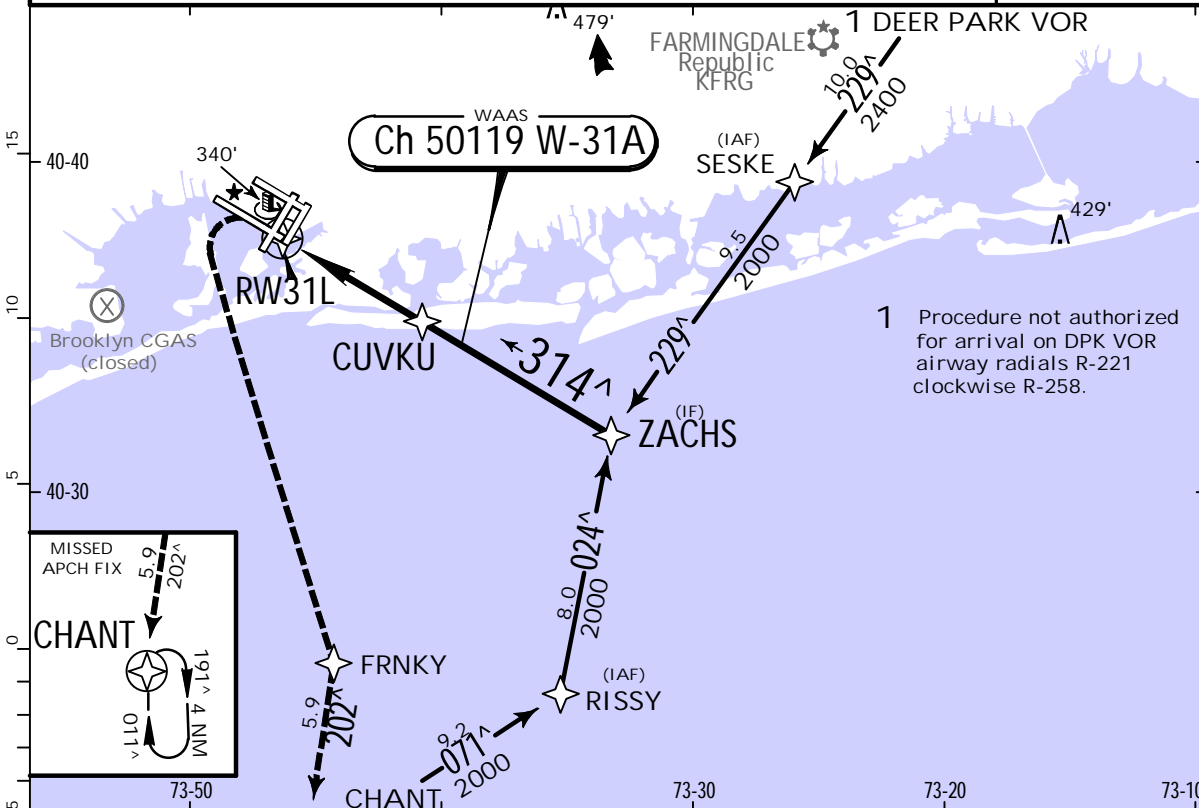 479'
FARMINGDALE
Republic
KFRG
1 DEER PARK VOR
10.0
229^
2400
WAAS
Ch 50119 W-31A
(IAF)
SESKE
15
40-40
340'
429'
9.5
2000
RW31L
10
Brooklyn CGAS
(closed)
CUVKU
314^
229^
1 Procedure not authorized
for arrival on DPK VOR
airway radials R-221
clockwise R-258.
(IF)
ZACHS
5
40-30
MISSED
APCH FIX
5.9
202^
CHANT
191^ 4 NM
011^
0
024^
8.0
2000
FRNKY
(IAF)
RISSY
5.9
202^
9.2
071^
2000
CHANT
5
73-50
73-30
73-20
73-10